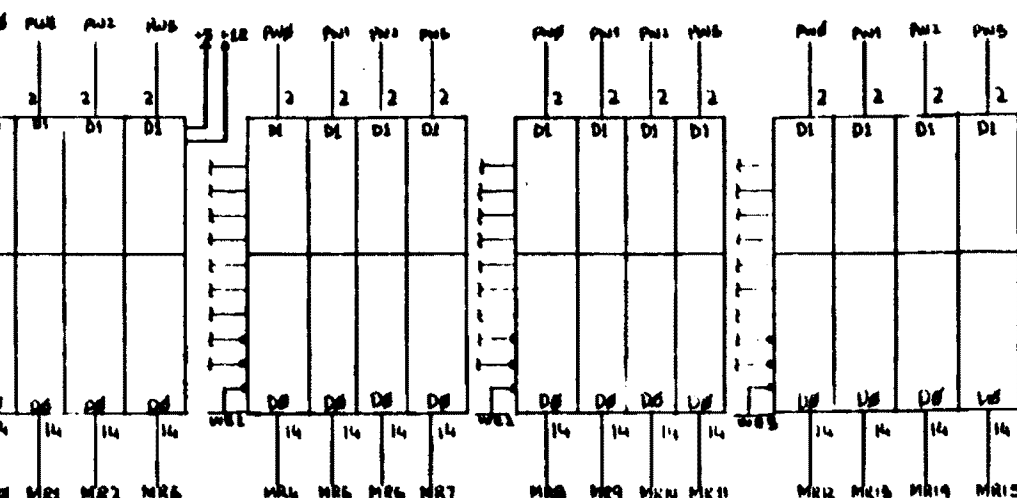 PW2 PW3 +5 +12 PWØ PW1 PW2 PW3 PWØ PW1 PW2 PW3 PWØ PW1 PW2 PW3
2 2 2 2 2 2 2 2 2 2 2 2 2 2 2
D1 D1 D1 D1 D1 D1 D1 D1 D1 D1 D1 D1 D1 D1 D1
DØ DØ DØ DØ DØ DØ DØ DØ DØ DØ DØ DØ DØ DØ DØ
WE1 WE2 WE3
14 14 14 14 14 14 14 14 14 14 14 14 14 14 14
MR1 MR2 MR3 MR4 MR5 MR6 MR7 MR8 MR9 MR10 MR11 MR12 MR13 MR14 MR15